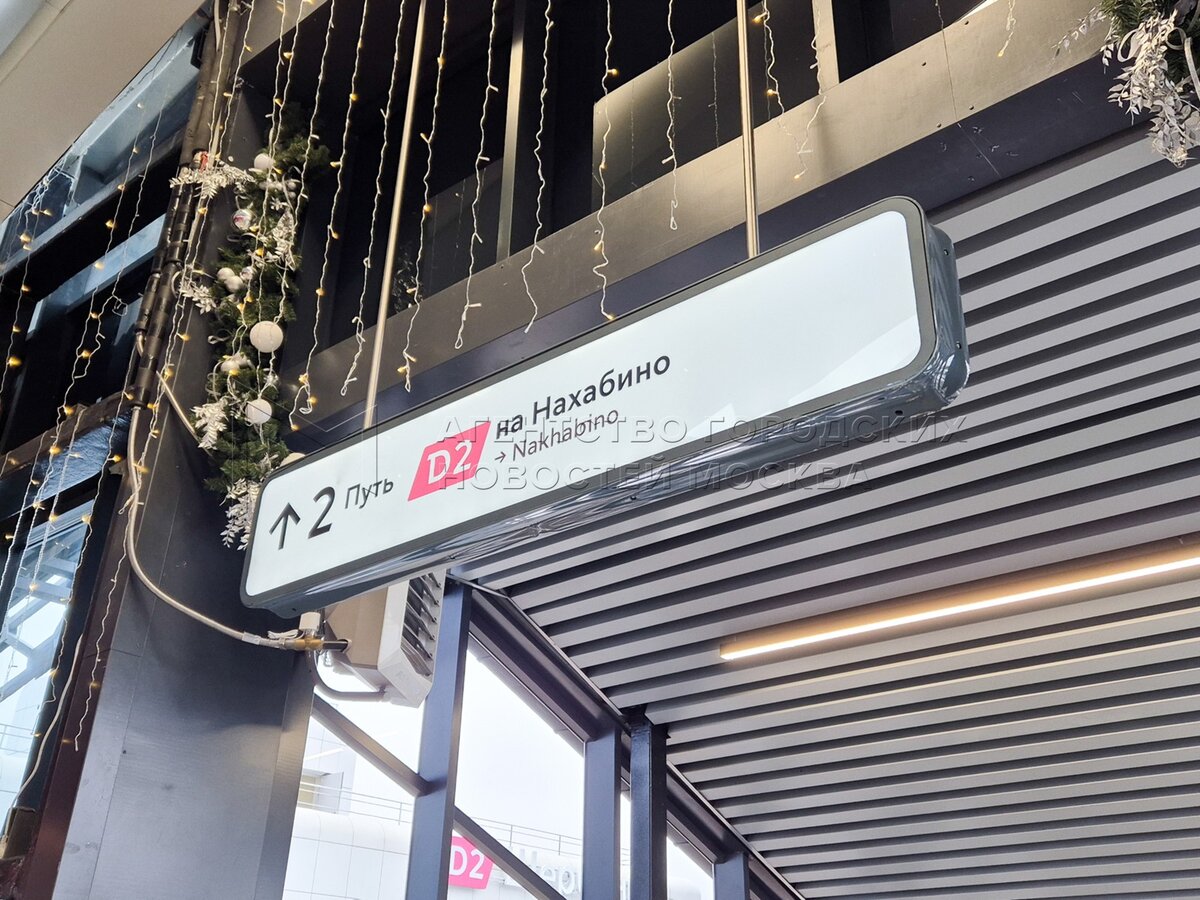 ↑ 2 Путь D2 на Нахабино
→ Nakhabino
АГЕНТСТВО ГОРОДСКИХ
НОВОСТЕЙ МОСКВА
D2